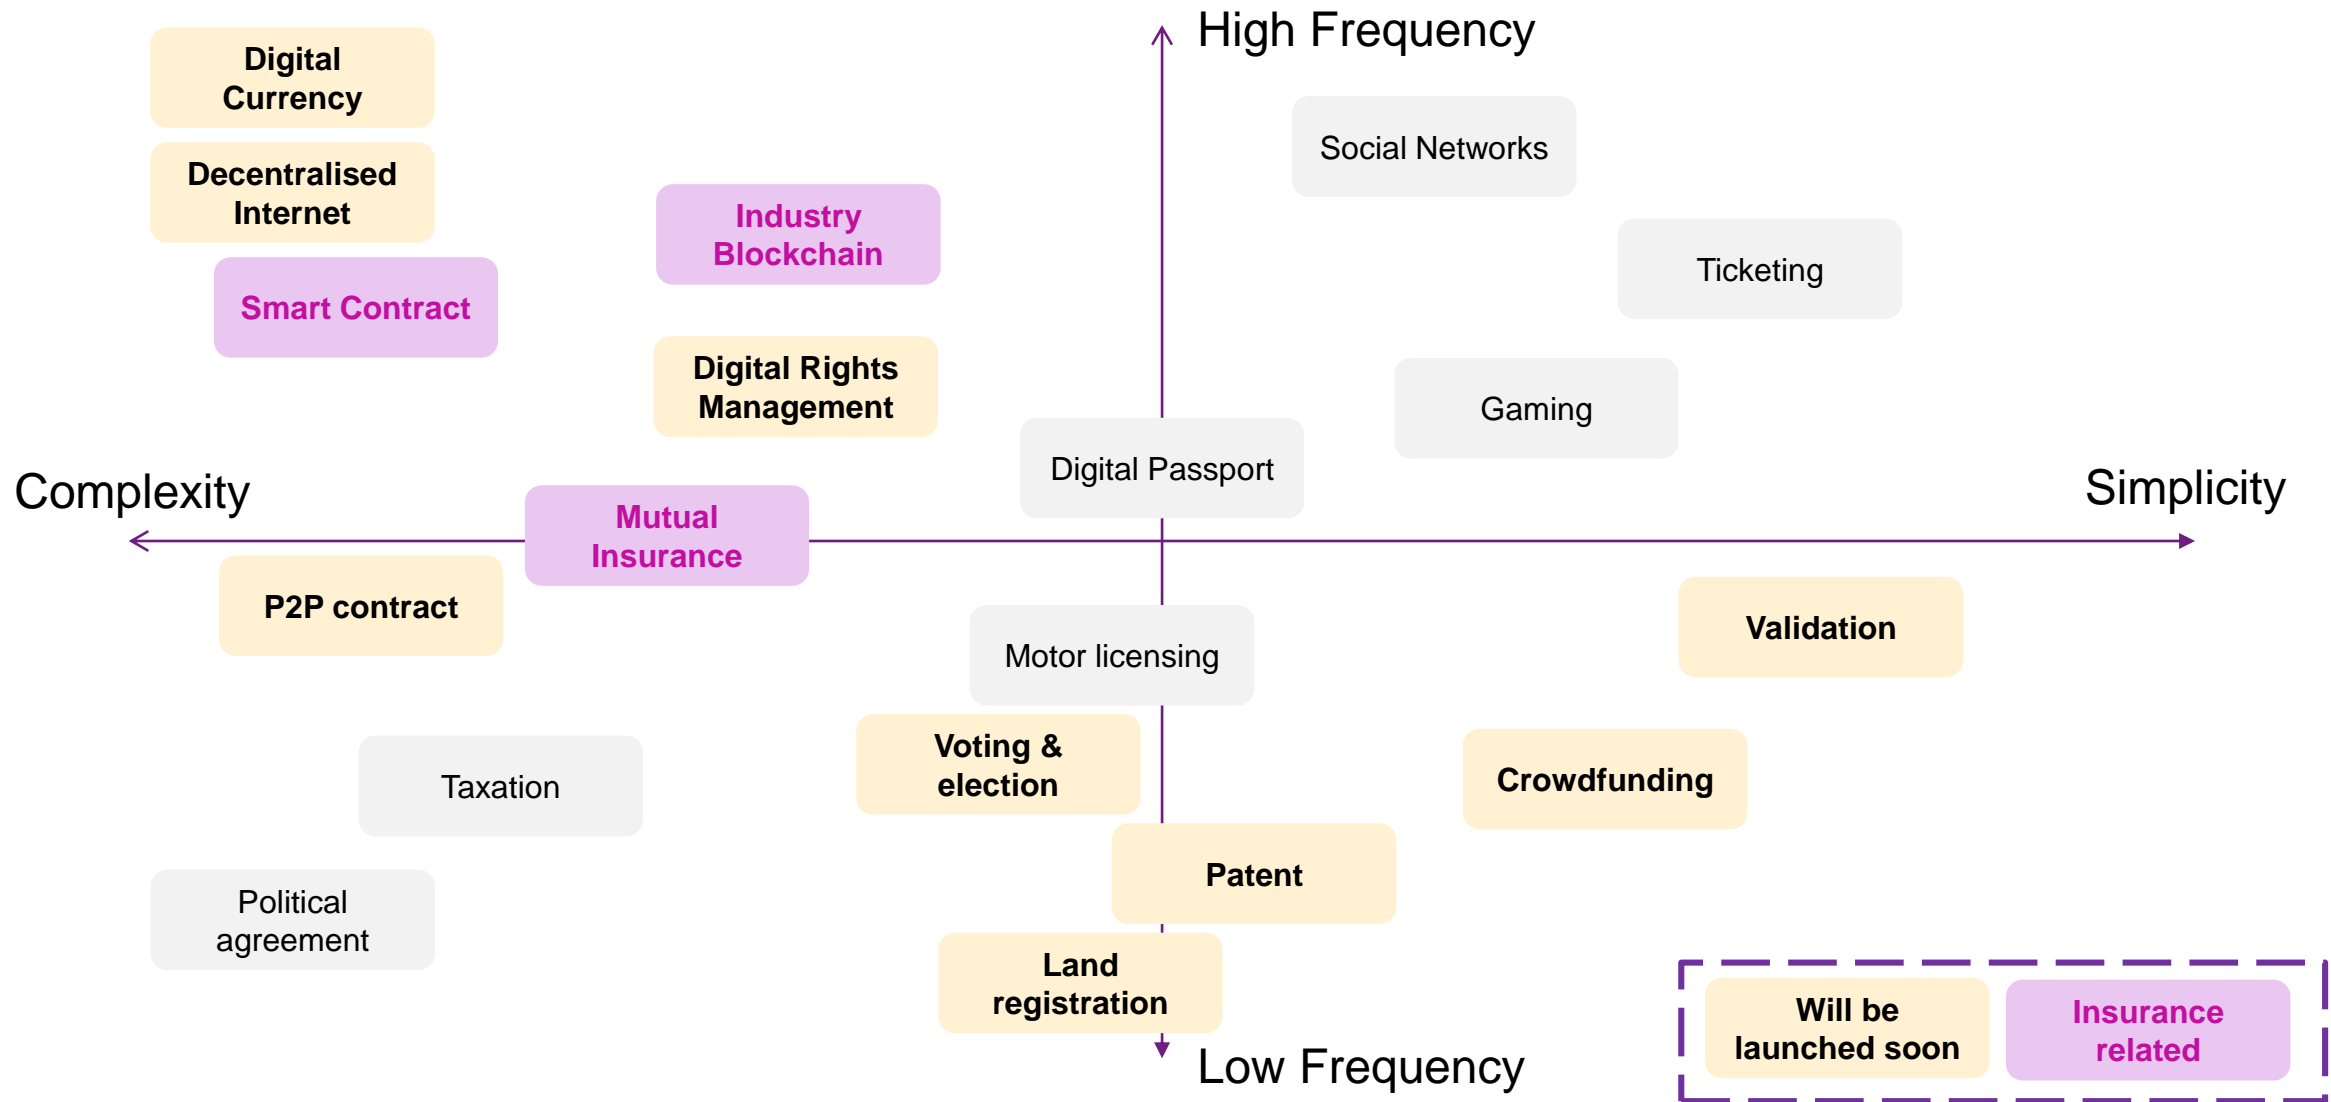 High Frequency
Digital
Currency
Social Networks
Decentralised
Internet
Industry
Blockchain
Ticketing
Smart Contract
Digital Rights
Management
Gaming
Digital Passport
Complexity
Simplicity
Mutual
Insurance
P2P contract
Validation
Motor licensing
Voting &
election
Taxation
Crowdfunding
Patent
Political
agreement
Land
registration
Will be
launched soon
Insurance
related
Low Frequency